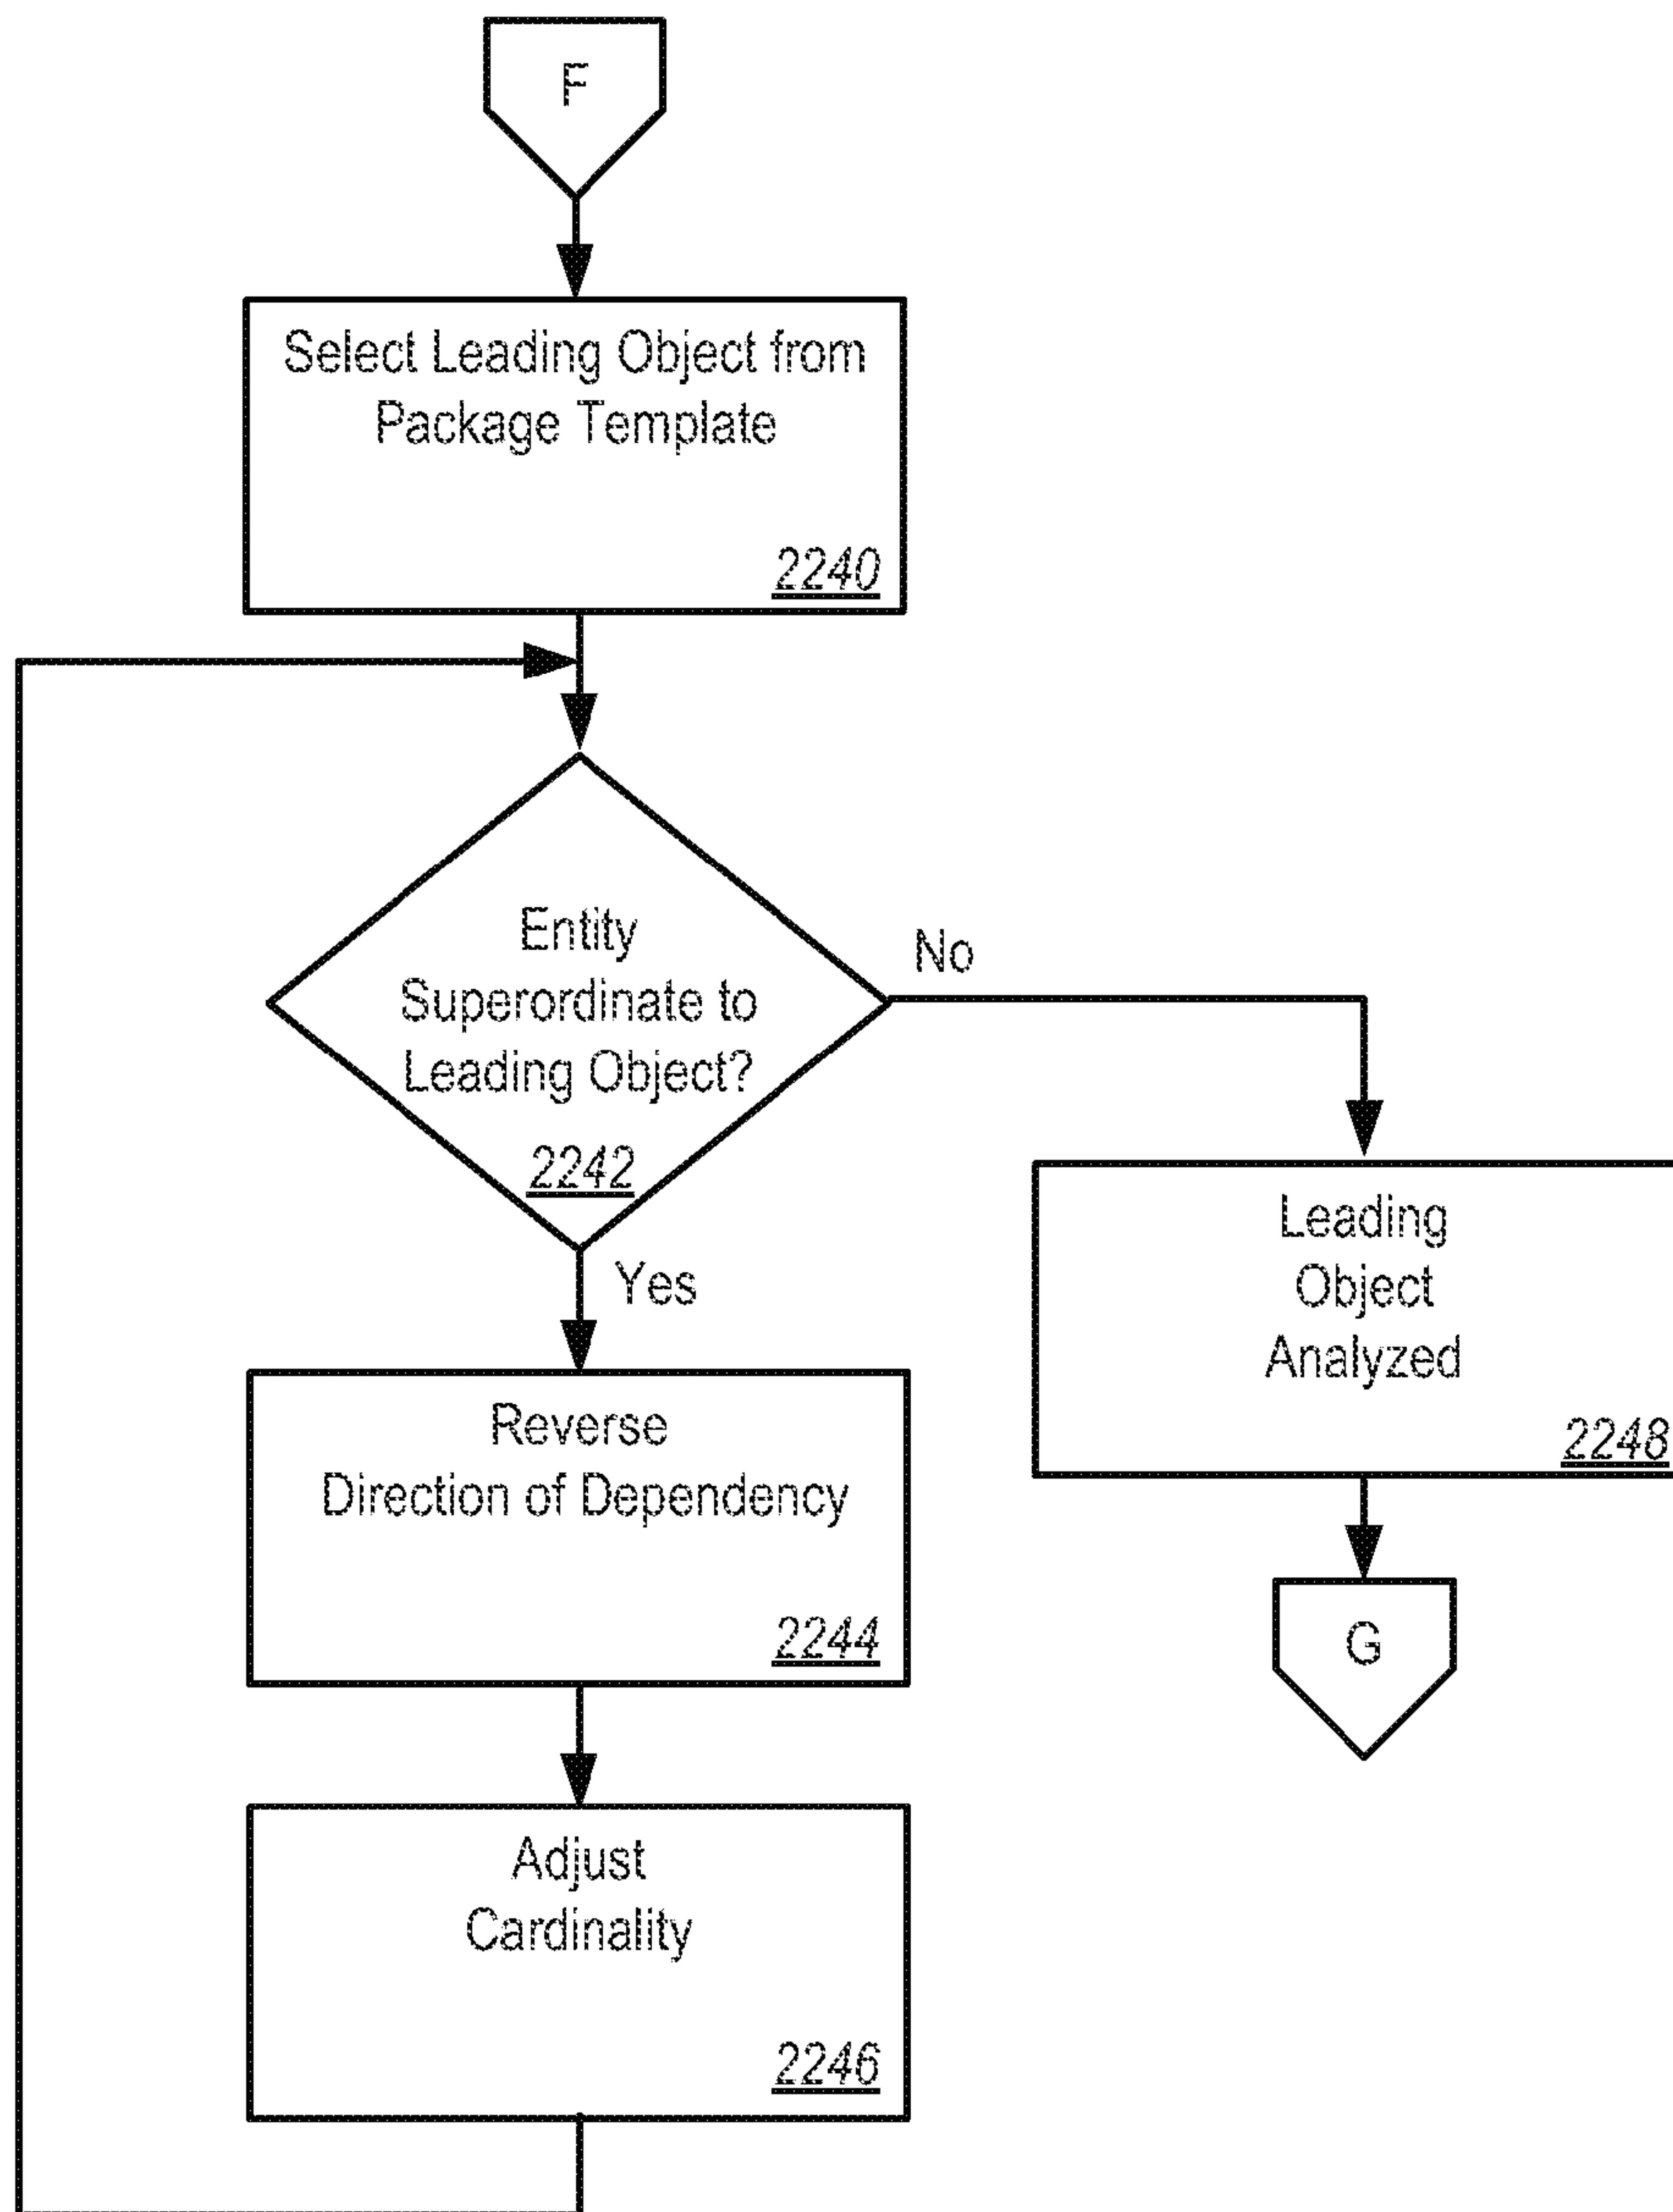 F
Select Leading Object from
Package Template
2240
Entity
Superordinate to
Leading Object?
2242
No
Yes
Leading
Object
Analyzed
2248
Reverse
Direction of Dependency
2244
G
Adjust
Cardinality
2246